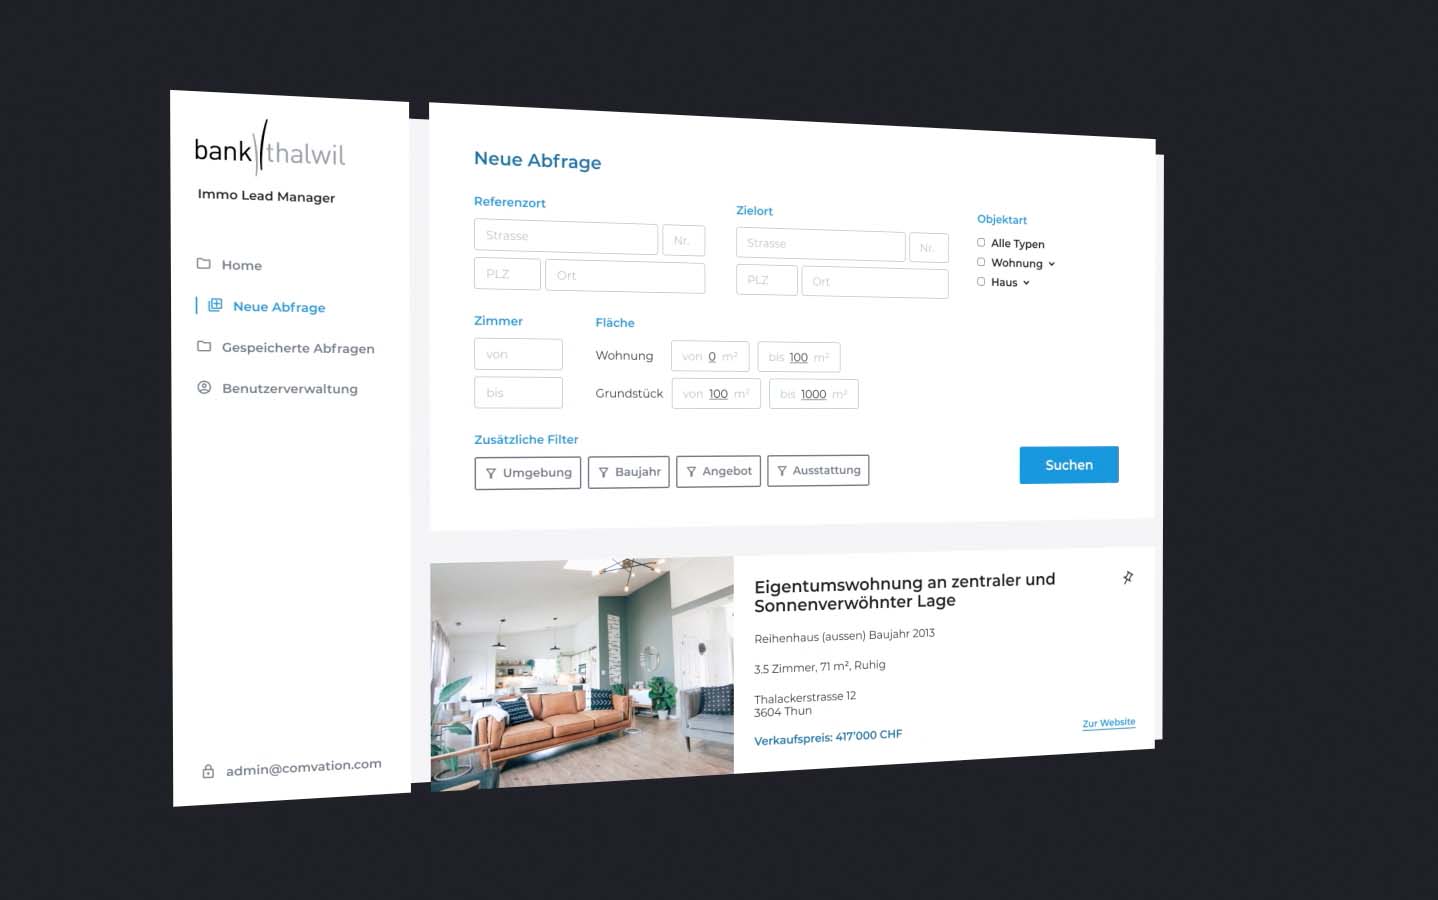 bank thalwil
Immo Lead Manager
Home
Neue Abfrage
Gespeicherte Abfragen
Benutzerverwaltung
admin@comvation.com
Neue Abfrage
Referenzort
Strasse Nr.
PLZ Ort
Zielort
Strasse Nr.
PLZ Ort
Objektart
Alle Typen
Wohnung
Haus
Zimmer
von
bis
Fläche
Wohnung von 0 m² bis 100 m²
Grundstück von 100 m² bis 1000 m²
Zusätzliche Filter
Umgebung Baujahr Angebot Ausstattung
Suchen
Eigentumswohnung an zentraler und
Sonnenverwöhnter Lage
Reihenhaus (aussen) Baujahr 2013
3.5 Zimmer, 71 m², Ruhig
Thalackerstrasse 12
3604 Thun
Verkaufspreis: 417'000 CHF
Zur Website